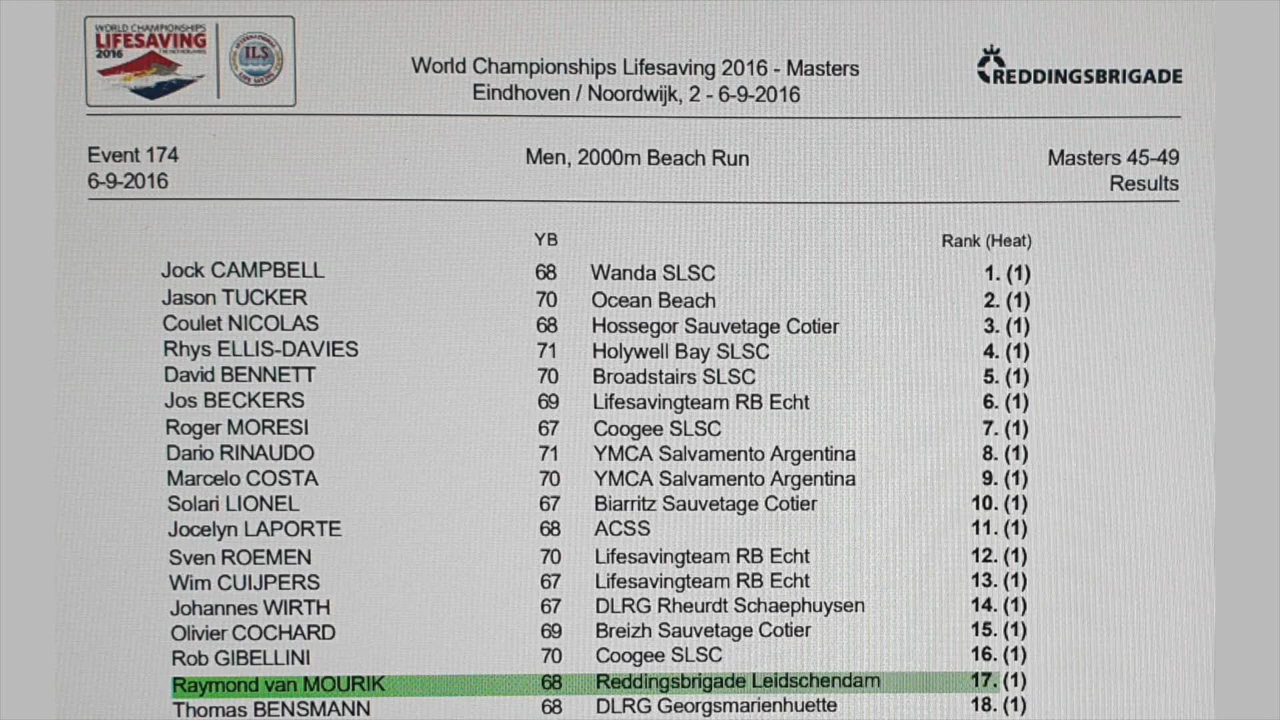 WORLD CHAMPIONSHIPS
LIFESAVING
2016 THE NETHERLANDS
ILS
World Championships Lifesaving 2016 - Masters
Eindhoven / Noordwijk, 2 - 6-9-2016
REDDINGSBRIGADE
Event 174 Men, 2000m Beach Run Masters 45-49
6-9-2016 Results
YB Rank (Heat)
Jock CAMPBELL 68 Wanda SLSC 1. (1)
Jason TUCKER 70 Ocean Beach 2. (1)
Coulet NICOLAS 68 Hossegor Sauvetage Cotier 3. (1)
Rhys ELLIS-DAVIES 71 Holywell Bay SLSC 4. (1)
David BENNETT 70 Broadstairs SLSC 5. (1)
Jos BECKERS 69 Lifesavingteam RB Echt 6. (1)
Roger MORESI 67 Coogee SLSC 7. (1)
Dario RINAUDO 71 YMCA Salvamento Argentina 8. (1)
Marcelo COSTA 70 YMCA Salvamento Argentina 9. (1)
Solari LIONEL 67 Biarritz Sauvetage Cotier 10. (1)
Jocelyn LAPORTE 68 ACSS 11. (1)
Sven ROEMEN 70 Lifesavingteam RB Echt 12. (1)
Wim CUIJPERS 67 Lifesavingteam RB Echt 13. (1)
Johannes WIRTH 67 DLRG Rheurdt Schaephuysen 14. (1)
Olivier COCHARD 69 Breizh Sauvetage Cotier 15. (1)
Rob GIBELLINI 70 Coogee SLSC 16. (1)
Raymond van MOURIK 68 Reddingsbrigade Leidschendam 17. (1)
Thomas BENSMANN 68 DLRG Georgsmarienhuette 18. (1)